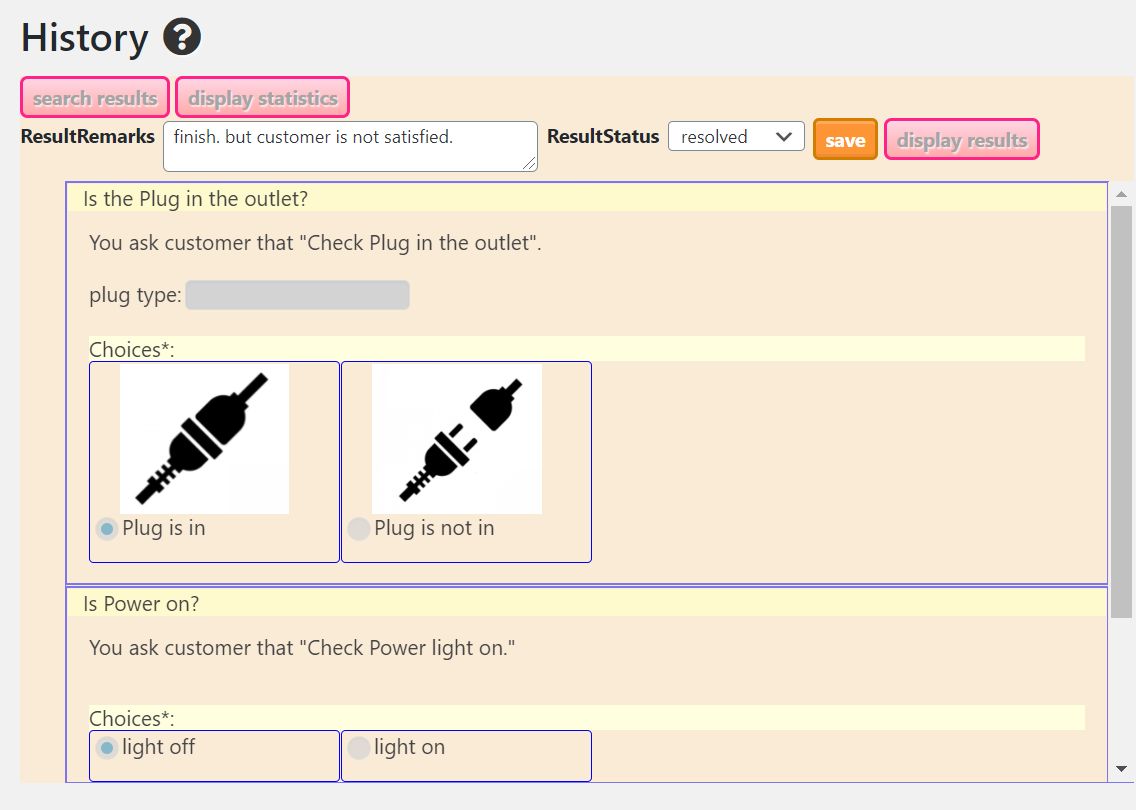 History ?
search results display statistics
ResultRemarks finish. but customer is not satisfied. ResultStatus resolved save display results
Is the Plug in the outlet?
You ask customer that "Check Plug in the outlet".
plug type:
Choices*:
Plug is in Plug is not in
Is Power on?
You ask customer that "Check Power light on."
Choices*:
light off light on